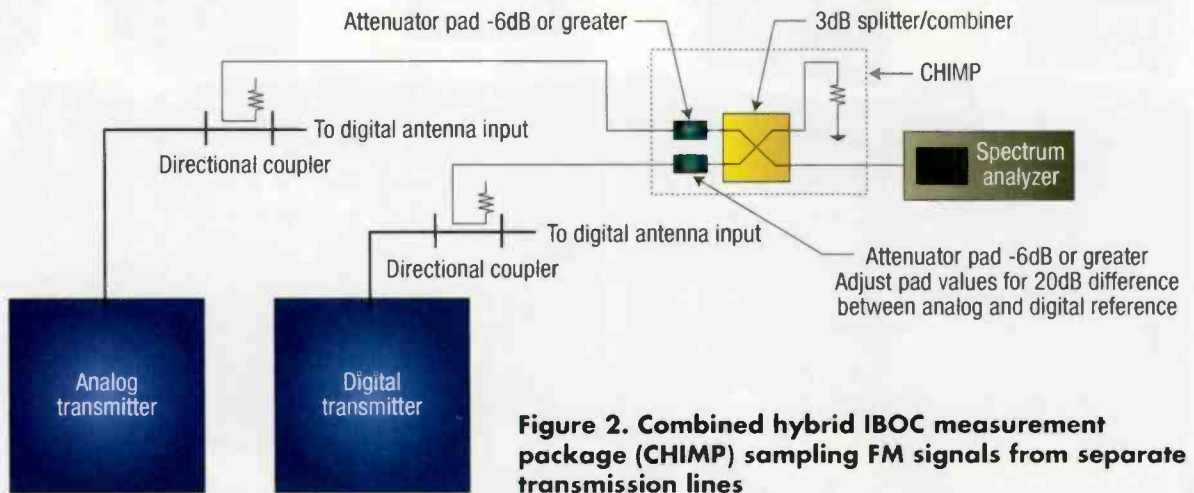 Attenuator pad -6dB or greater
3dB splitter/combiner
CHIMP
To digital antenna input
Directional coupler
Spectrum
analyzer
To digital antenna input
Directional coupler
Attenuator pad -6dB or greater
Adjust pad values for 20dB difference
between analog and digital reference
Analog
transmitter
Digital
transmitter
Figure 2. Combined hybrid IBOC measurement
package (CHIMP) sampling FM signals from separate
transmission lines